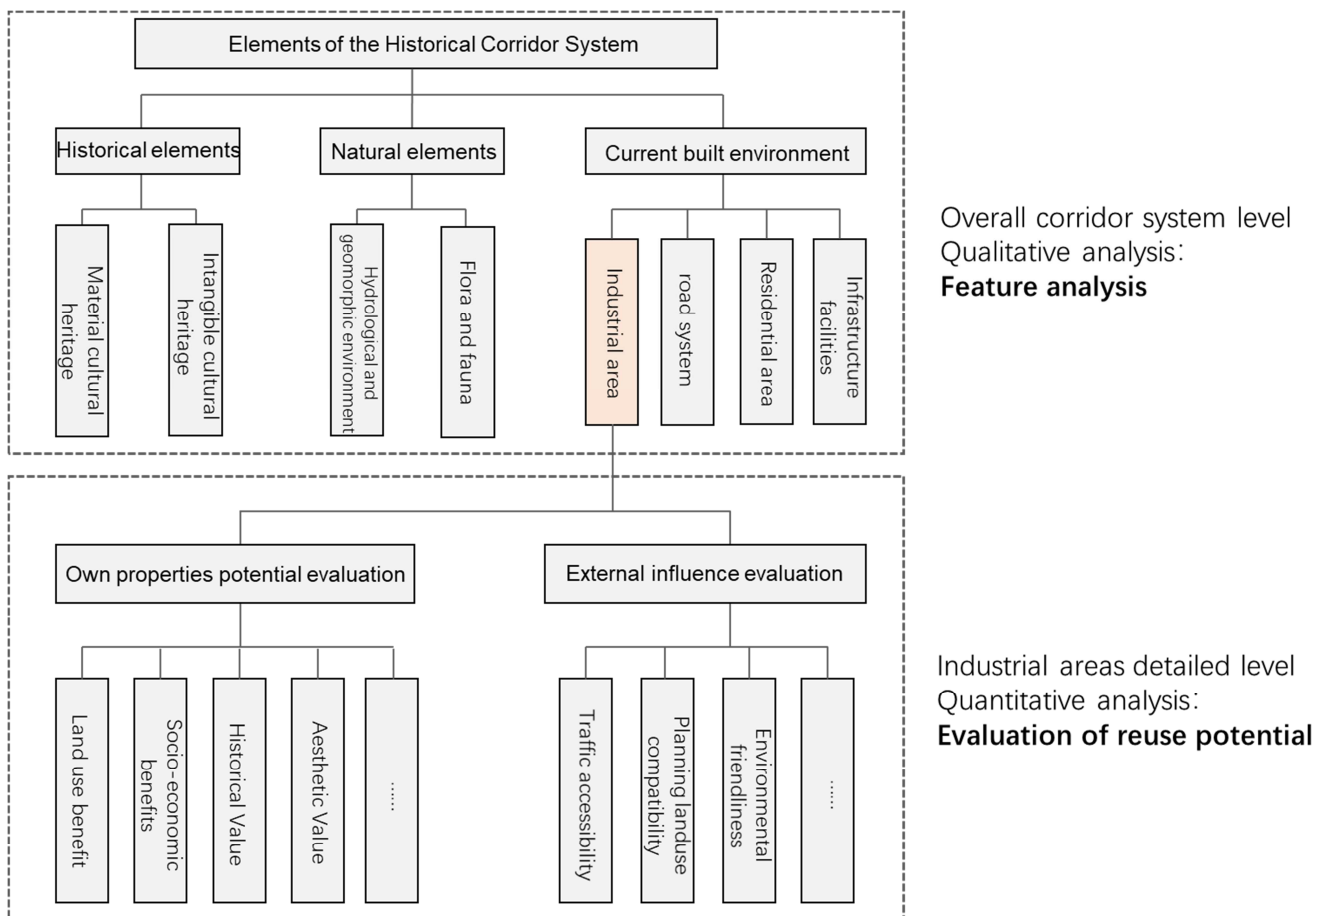 Elements of the Historical Corridor System
Historical elements
Natural elements
Current built environment
Material cultural
heritage
Intangible cultural
heritage
Hydrological and
geomorphic environment
Flora and fauna
Industrial area
road system
Residential area
Infrastructure
facilities
Overall corridor system level
Qualitative analysis:
Feature analysis
Own properties potential evaluation
External influence evaluation
Land use benefit
Socio-economic
benefits
Historical Value
Aesthetic Value
......
Traffic accessibility
Planning landuse
compatibility
Environmental
friendliness
......
Industrial areas detailed level
Quantitative analysis:
Evaluation of reuse potential